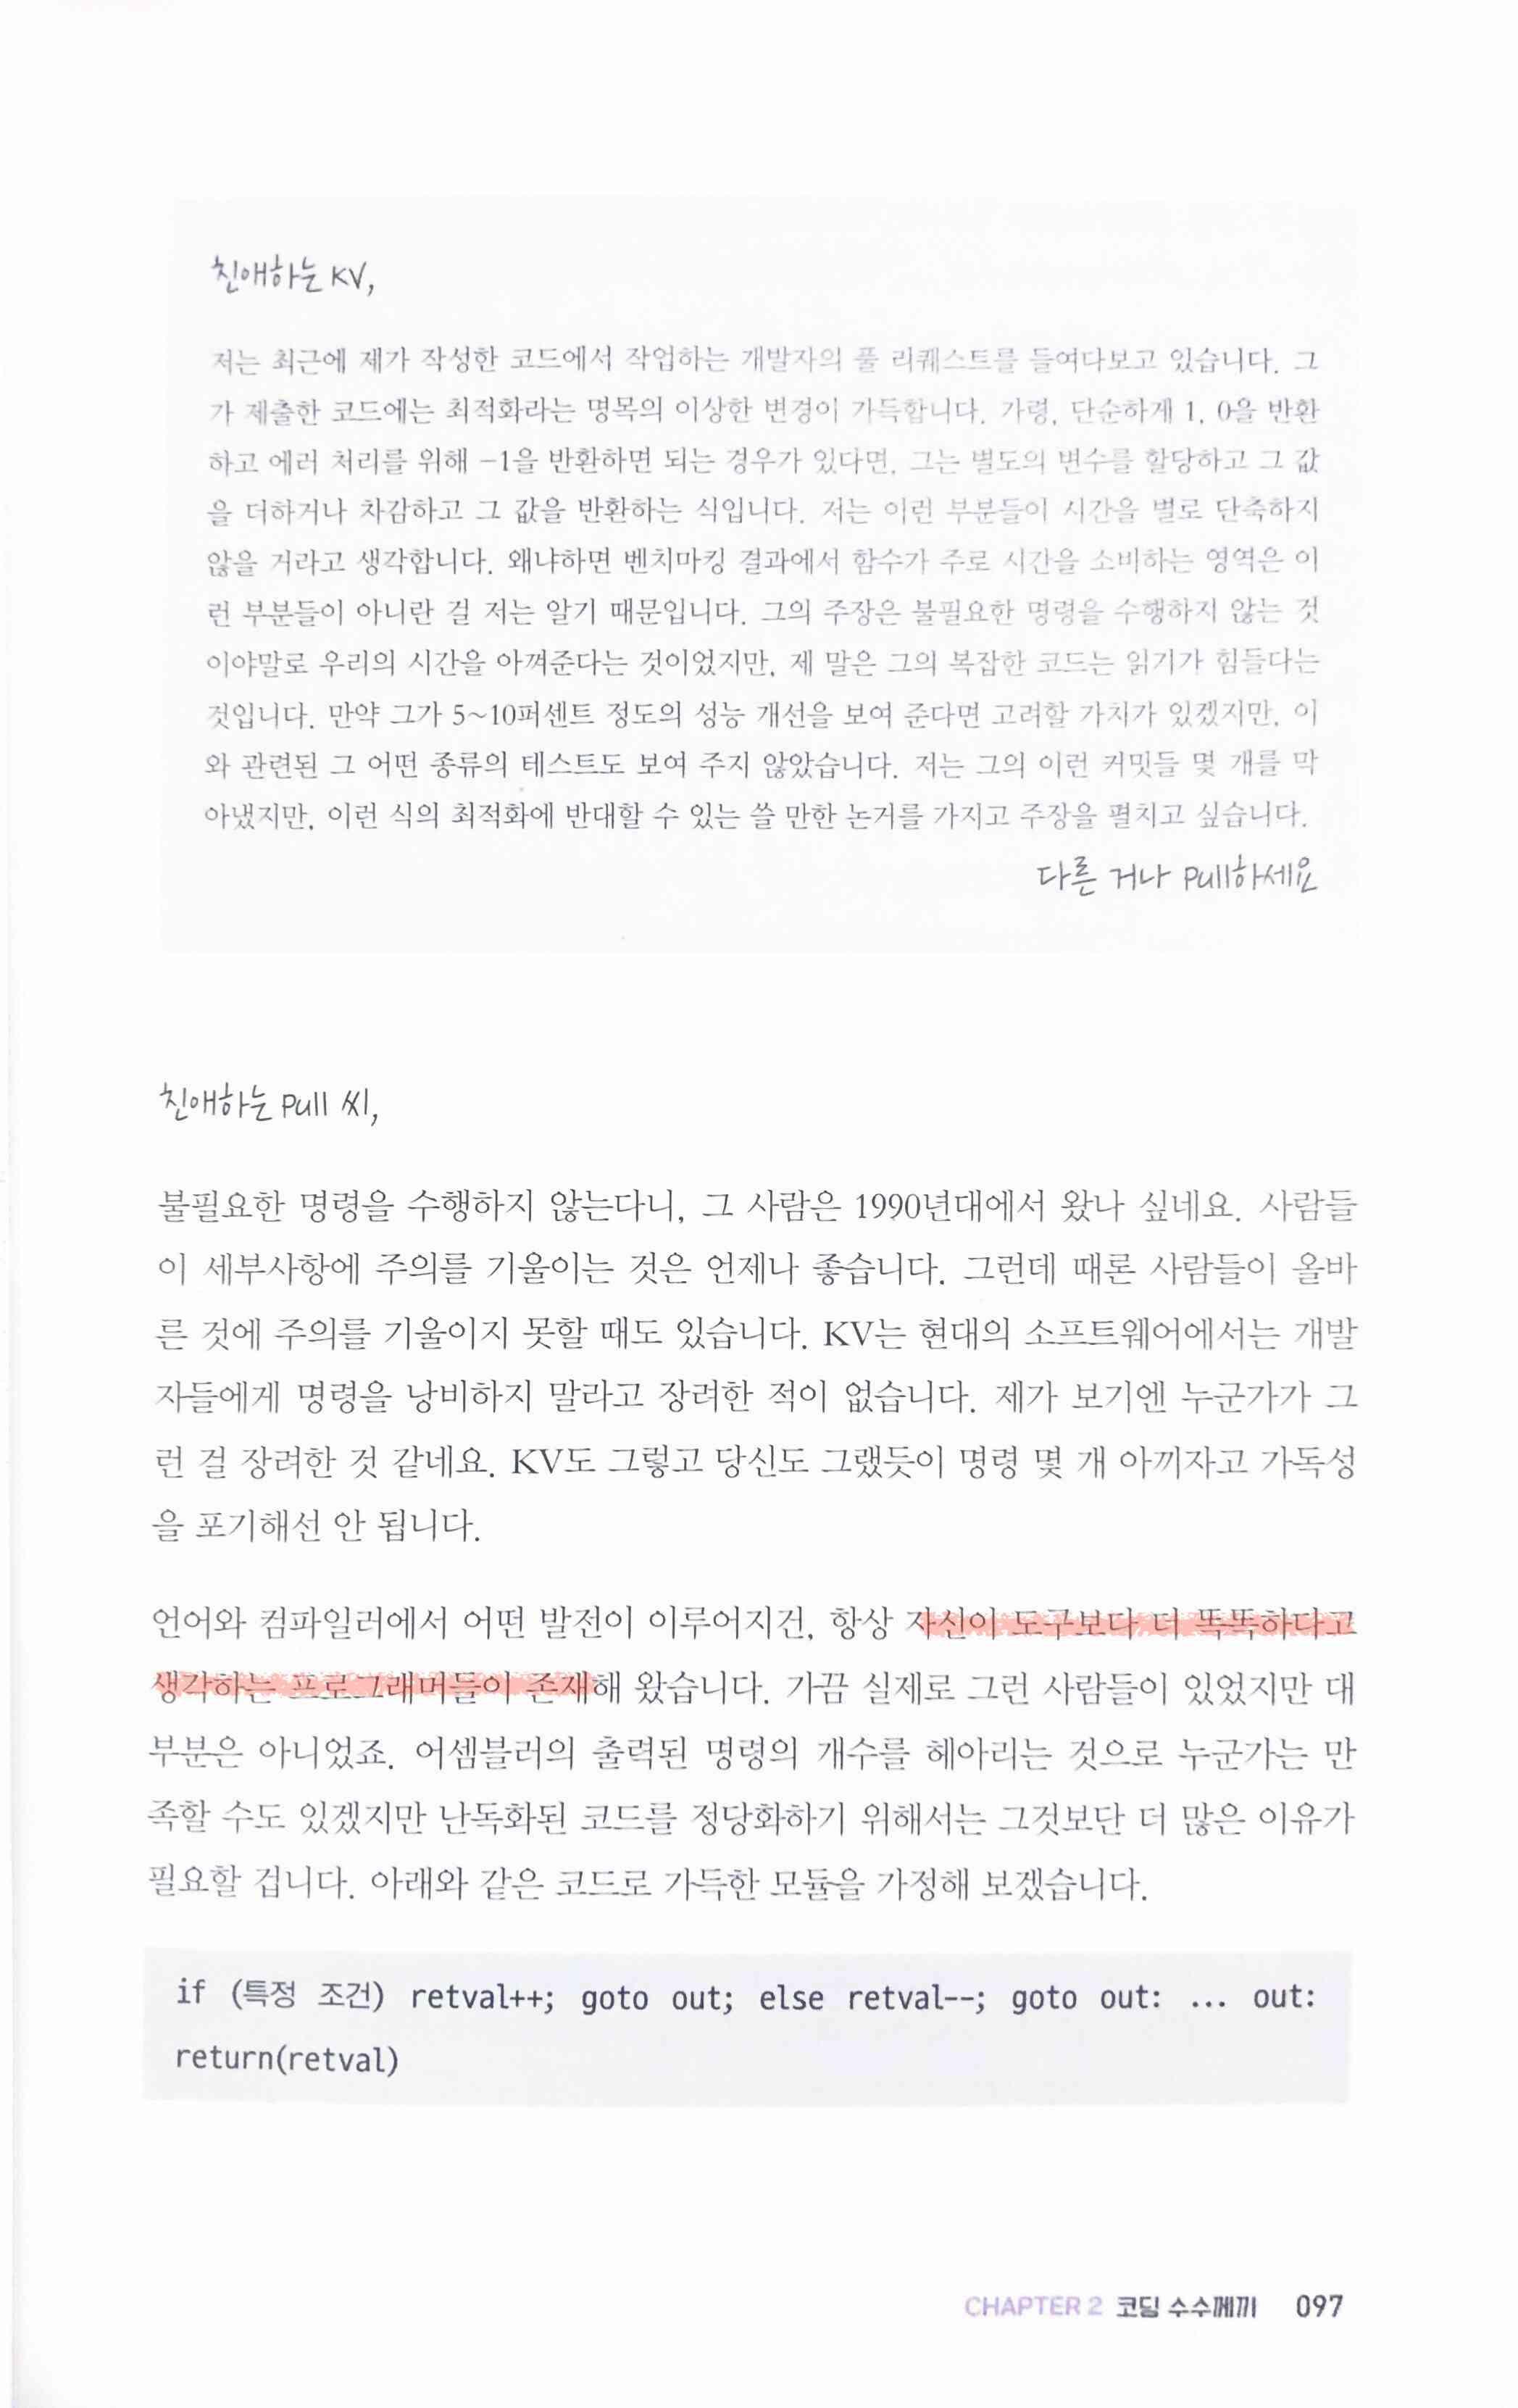 친애하는 KV,
저는 최근에 제가 작성한 코드에서 작업하는 개발자의 풀 리퀘스트를 들여다보고 있습니다. 그
가 제출한 코드에는 최적화라는 명목의 이상한 변경이 가득합니다. 가령, 단순하게 1, 0을 반환
하고 에러 처리를 위해 -1을 반환하면 되는 경우가 있다면, 그는 별도의 변수를 할당하고 그 값
을 더하거나 차감하고 그 값을 반환하는 식입니다. 저는 이런 부분들이 시간을 별로 단축하지
않을 거라고 생각합니다. 왜냐하면 벤치마킹 결과에서 함수가 주로 시간을 소비하는 영역은 이
런 부분들이 아니란 걸 저는 알기 때문입니다. 그의 주장은 불필요한 명령을 수행하지 않는 것
이야말로 우리의 시간을 아껴준다는 것이었지만, 제 말은 그의 복잡한 코드는 읽기가 힘들다는
것입니다. 만약 그가 5~10퍼센트 정도의 성능 개선을 보여 준다면 고려할 가치가 있겠지만, 이
와 관련된 그 어떤 종류의 테스트도 보여 주지 않았습니다. 저는 그의 이런 커밋들 몇 개를 막
아냈지만, 이런 식의 최적화에 반대할 수 있는 쓸 만한 논거를 가지고 주장을 펼치고 싶습니다.
다른 거나 Pull하세요
친애하는 Pull 씨,
불필요한 명령을 수행하지 않는다니, 그 사람은 1990년대에서 왔나 싶네요. 사람들
이 세부사항에 주의를 기울이는 것은 언제나 좋습니다. 그런데 때론 사람들이 올바
른 것에 주의를 기울이지 못할 때도 있습니다. KV는 현대의 소프트웨어에서는 개발
자들에게 명령을 낭비하지 말라고 장려한 적이 없습니다. 제가 보기엔 누군가가 그
런 걸 장려한 것 같네요. KV도 그렇고 당신도 그랬듯이 명령 몇 개 아끼자고 가독성
을 포기해선 안 됩니다.
언어와 컴파일러에서 어떤 발전이 이루어지건, 항상 자신이 도구보다 더 똑똑하다고
생각하는 프로그래머들이 존재해 왔습니다. 가끔 실제로 그런 사람들이 있었지만 대
부분은 아니었죠. 어셈블러의 출력된 명령의 개수를 헤아리는 것으로 누군가는 만
족할 수도 있겠지만 난독화된 코드를 정당화하기 위해서는 그것보단 더 많은 이유가
필요할 겁니다. 아래와 같은 코드로 가득한 모듈을 가정해 보겠습니다.
if (특정 조건) retval++; goto out; else retval--; goto out: ... out:
return(retval)
CHAPTER 2 코딩 수수께끼 097